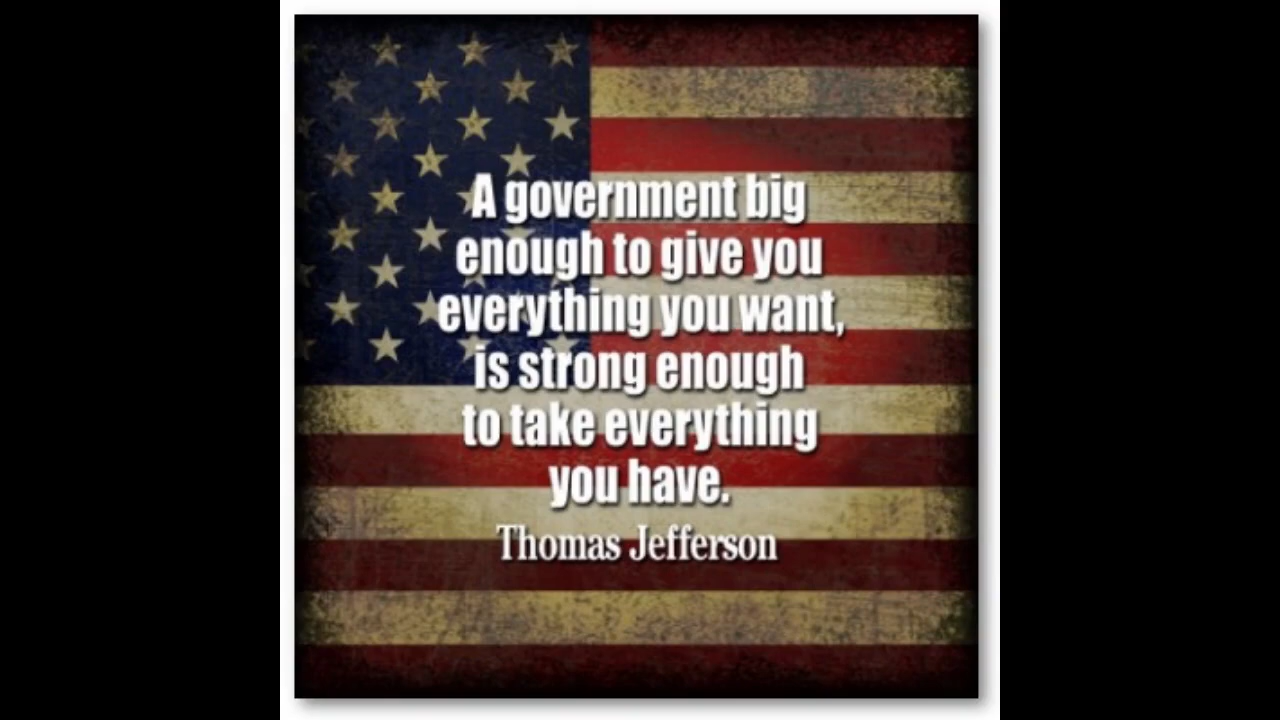 A government big
enough to give you
everything you want,
is strong enough
to take everything
you have.
Thomas Jefferson